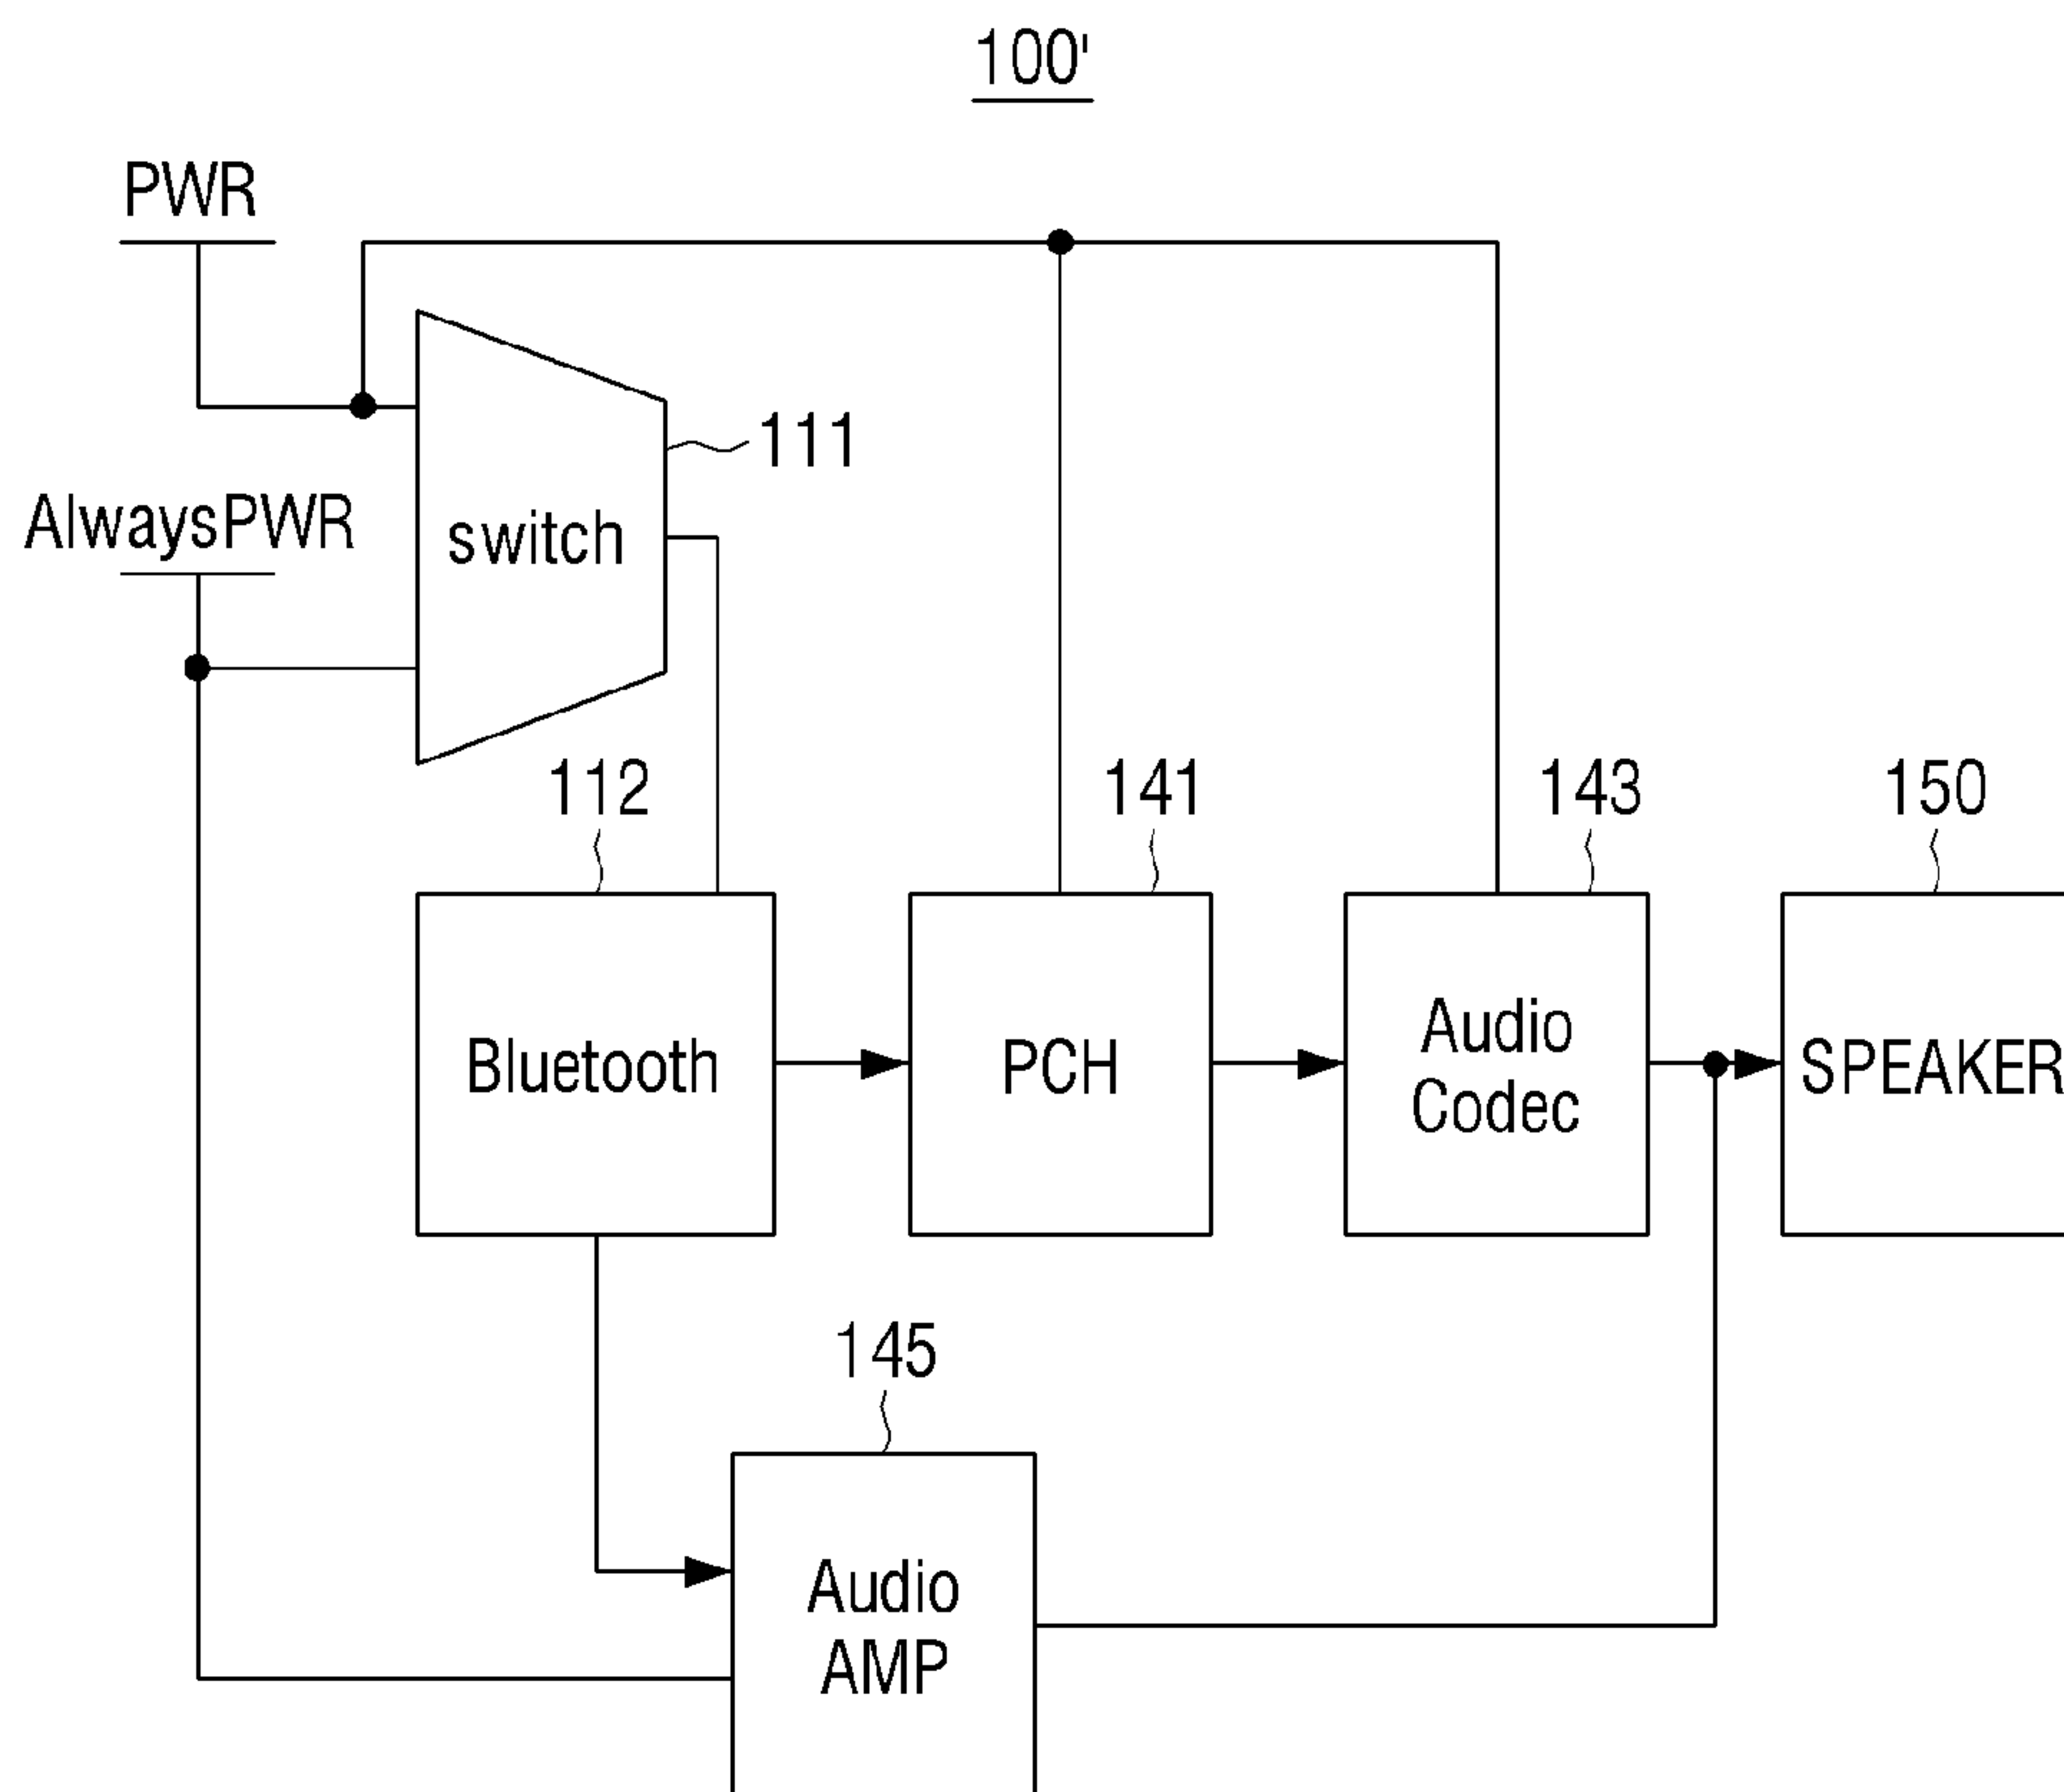 100'
PWR
111
AlwaysPWR
switch
112
141
143
150
Bluetooth
PCH
Audio
Codec
SPEAKER
145
Audio
AMP